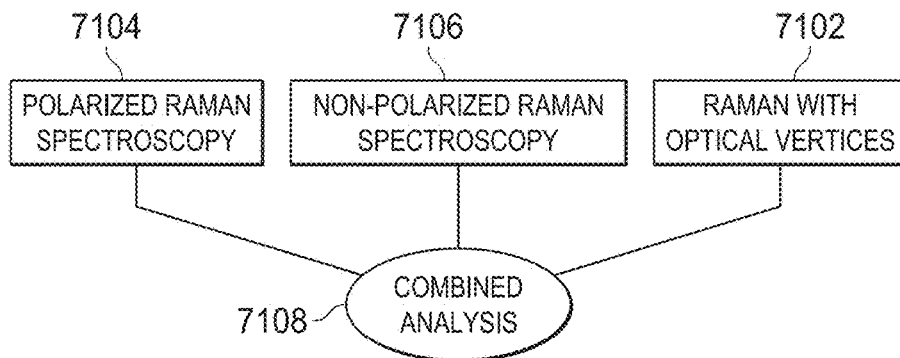 7104
7106
7102
POLARIZED RAMAN
SPECTROSCOPY
NON-POLARIZED RAMAN
SPECTROSCOPY
RAMAN WITH
OPTICAL VERTICES
7108
COMBINED
ANALYSIS